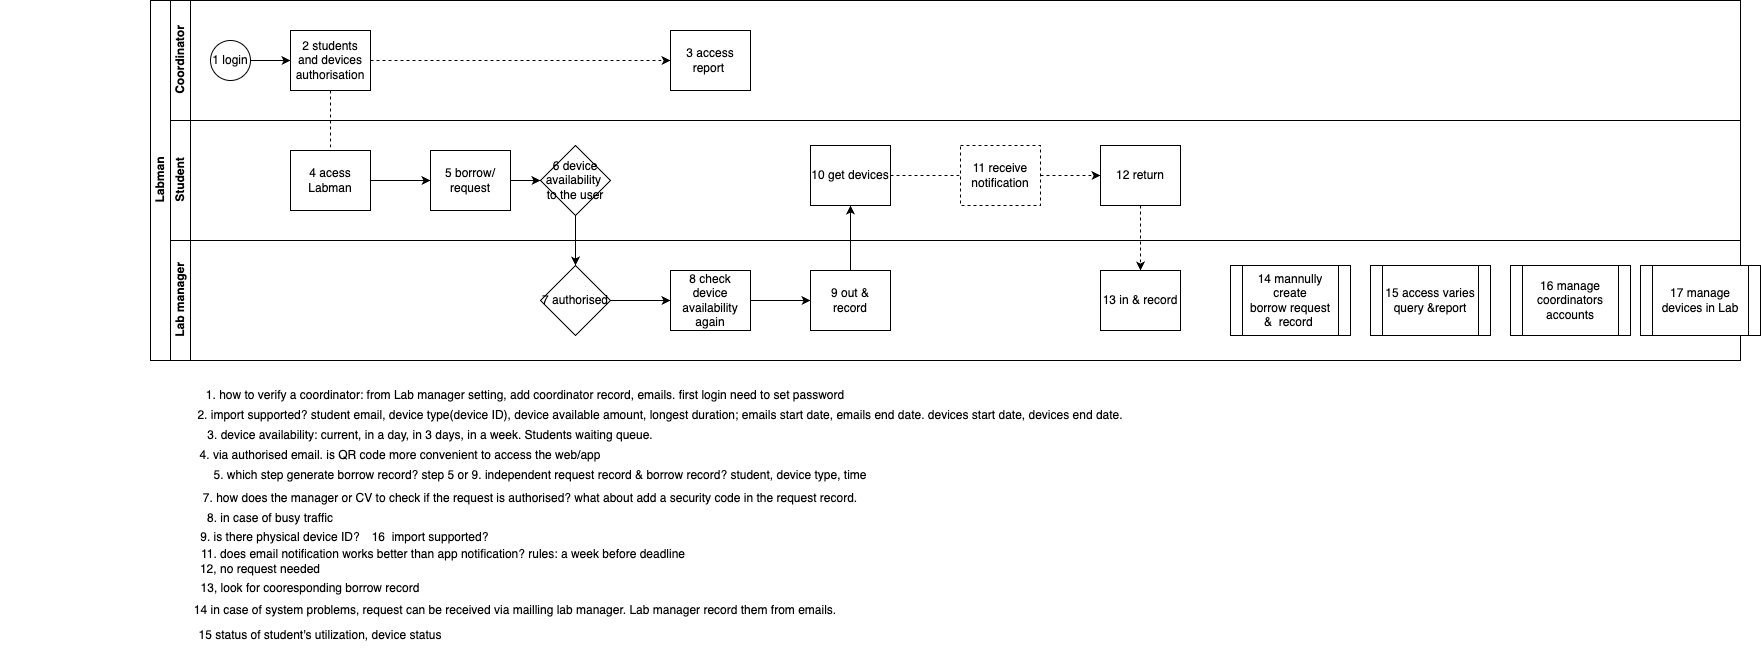 Labman
Coordinator
1 login
2 students
and devices
authorisation
3 access
report
Student
4 acess
Labman
5 borrow/
request
6 device
availability
to the user
10 get devices
11 receive
notification
12 return
Lab manager
7 authorised
8 check
device
availability
again
9 out &
record
13 in & record
14 mannully
create
borrow request
& record
15 access varies
query &report
16 manage
coordinators
accounts
17 manage
devices in Lab
1. how to verify a coordinator: from Lab manager setting, add coordinator record, emails. first login need to set password
2. import supported? student email, device type(device ID), device available amount, longest duration; emails start date, emails end date. devices start date, devices end date.
3. device availability: current, in a day, in 3 days, in a week. Students waiting queue.
4. via authorised email. is QR code more convenient to access the web/app
5. which step generate borrow record? step 5 or 9. independent request record & borrow record? student, device type, time
7. how does the manager or CV to check if the request is authorised? what about add a security code in the request record.
8. in case of busy traffic
9. is there physical device ID? 16 import supported?
11. does email notification works better than app notification? rules: a week before deadline
12, no request needed
13, look for cooresponding borrow record
14 in case of system problems, request can be received via mailling lab manager. Lab manager record them from emails.
15 status of student's utilization, device status